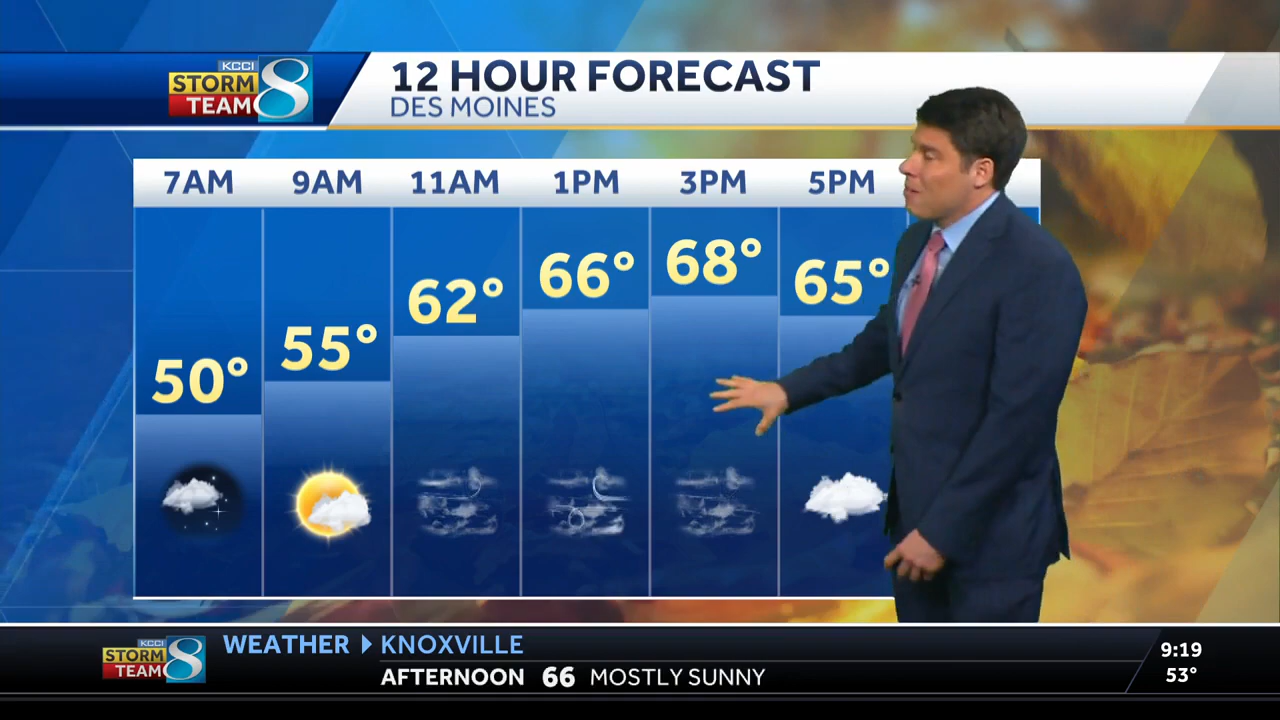 KCCI
STORM
TEAM 8
12 HOUR FORECAST
DES MOINES
7AM 9AM 11AM 1PM 3PM 5PM
50° 55° 62° 66° 68° 65°
KCCI
STORM
TEAM 8
WEATHER KNOXVILLE
AFTERNOON 66 MOSTLY SUNNY
9:19
53°